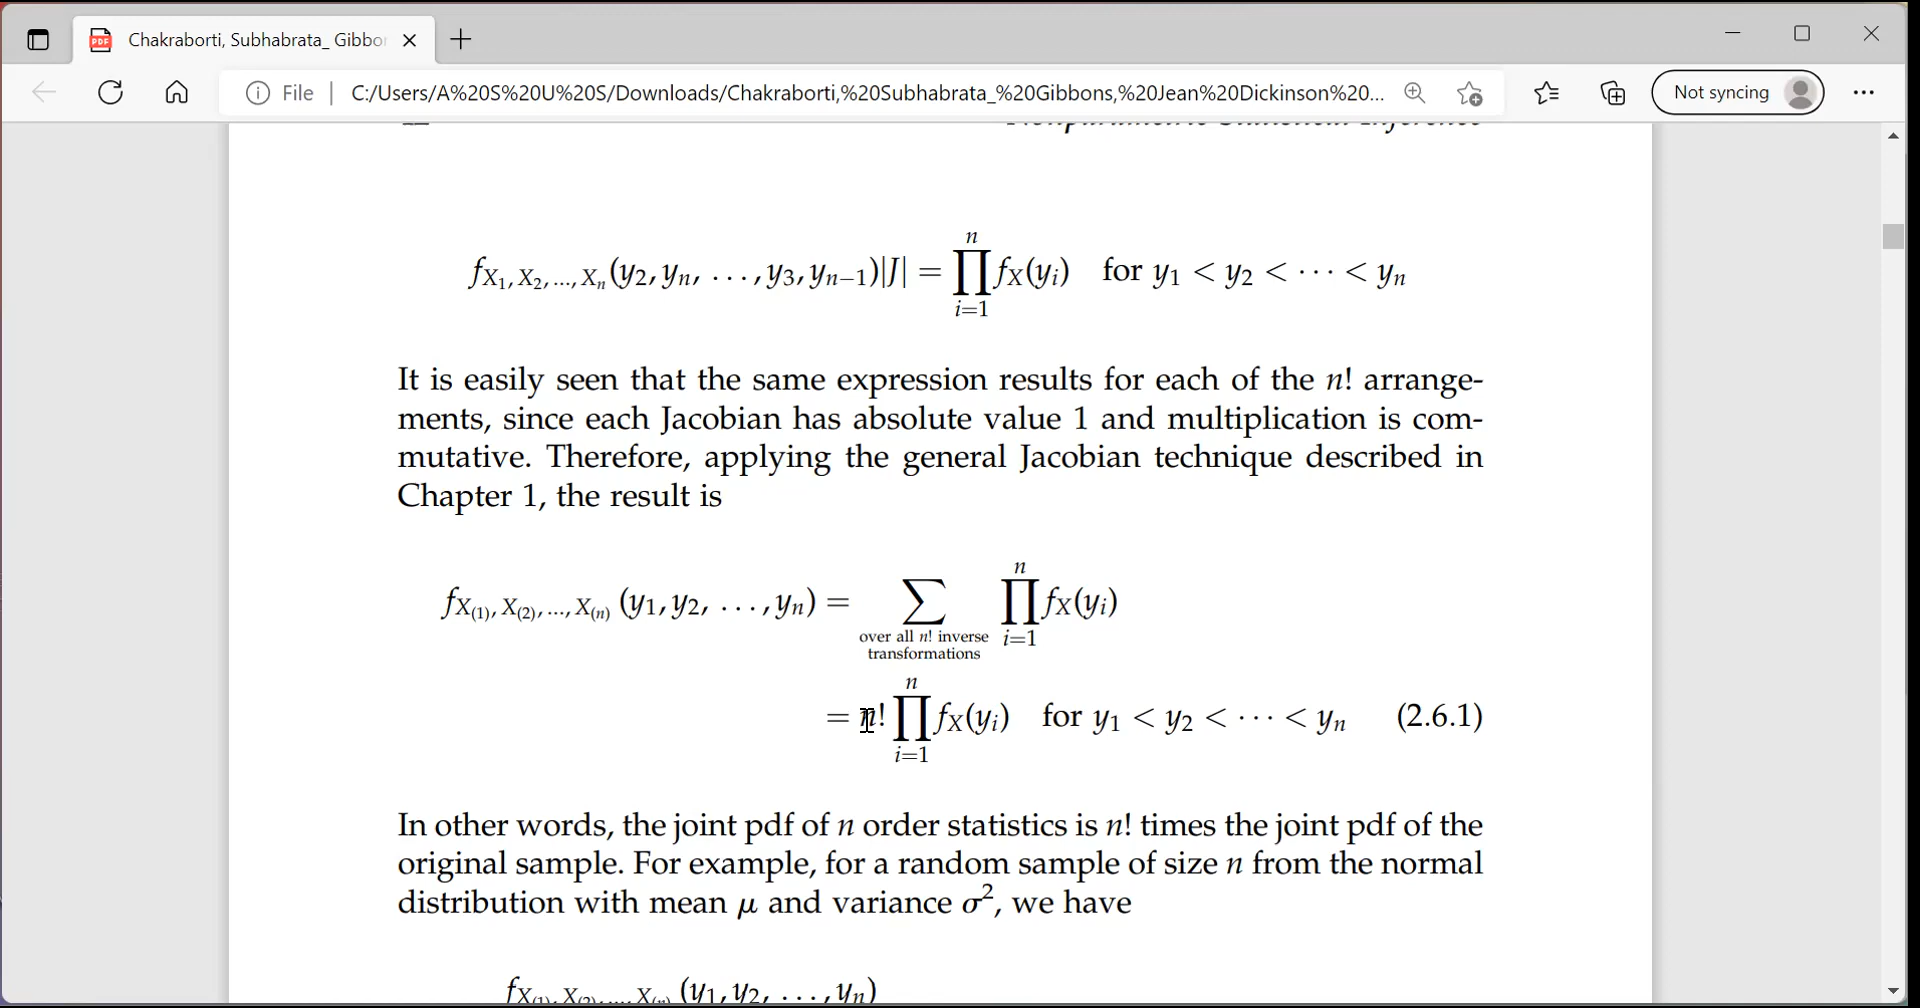 Chakraborti, Subhabrata_ Gibbo
File | C:/Users/A%20S%20U%20S/Downloads/Chakraborti,%20Subhabrata_%20Gibbons,%20Jean%20Dickinson%20... Not syncing
Nonparametric Statistical Inference
f_{X_1, X_2, ..., X_n}(y_2, y_n, ..., y_3, y_{n−1})|J| = ∏_{i=1}^{n} f_X(y_i) for y_1 < y_2 < ··· < y_n
It is easily seen that the same expression results for each of the n! arrange-
ments, since each Jacobian has absolute value 1 and multiplication is com-
mutative. Therefore, applying the general Jacobian technique described in
Chapter 1, the result is
f_{X_{(1)}, X_{(2)}, ..., X_{(n)}} (y_1, y_2, ..., y_n) = ∑_{over all n! inverse transformations} ∏_{i=1}^{n} f_X(y_i)
= n! ∏_{i=1}^{n} f_X(y_i) for y_1 < y_2 < ··· < y_n (2.6.1)
In other words, the joint pdf of n order statistics is n! times the joint pdf of the
original sample. For example, for a random sample of size n from the normal
distribution with mean μ and variance σ², we have
f_{X_{(1)}, X_{(2)}, ..., X_{(n)}} (y_1, y_2, ..., y_n)